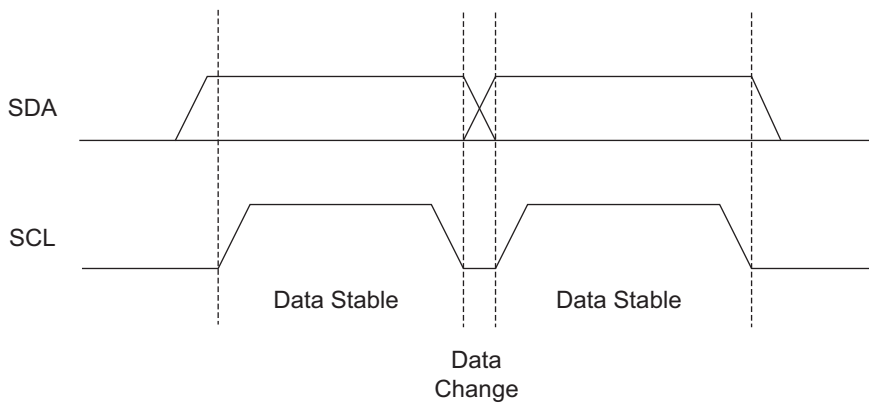 SDA
SCL
Data Stable
Data Stable
Data
Change